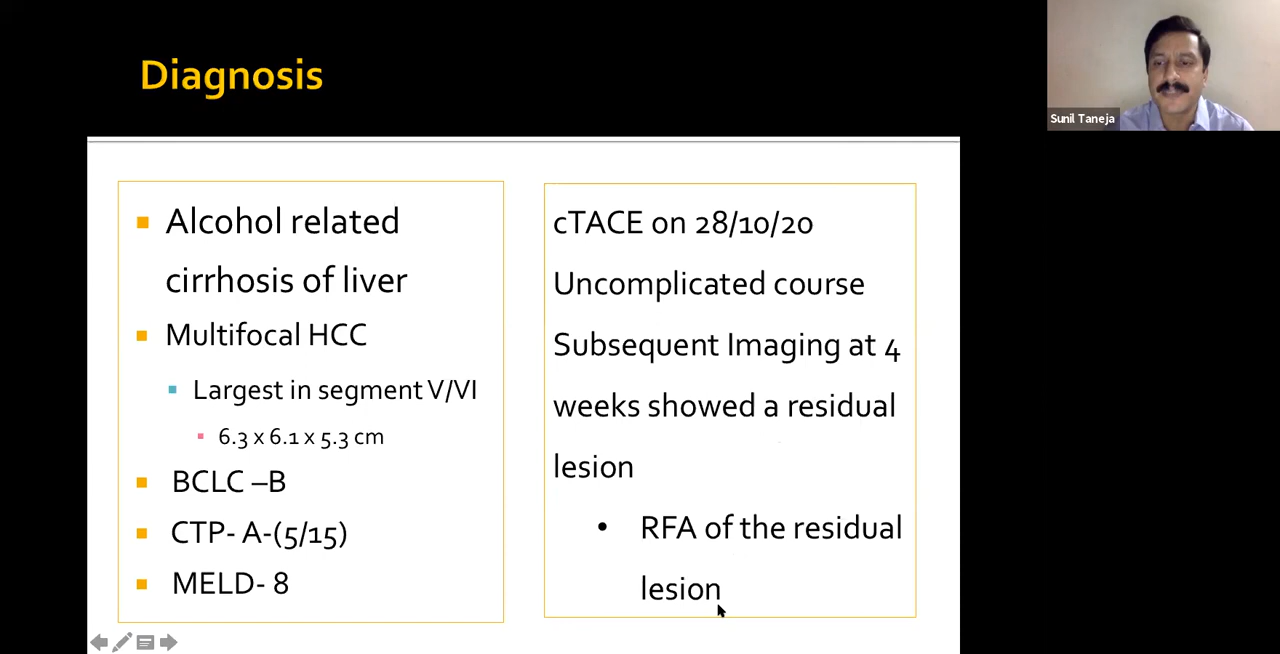 Diagnosis
Sunil Taneja
Alcohol related
cirrhosis of liver
Multifocal HCC
Largest in segment V/VI
6.3 x 6.1 x 5.3 cm
BCLC –B
CTP- A-(5/15)
MELD- 8
cTACE on 28/10/20
Uncomplicated course
Subsequent Imaging at 4
weeks showed a residual
lesion
• RFA of the residual
lesion